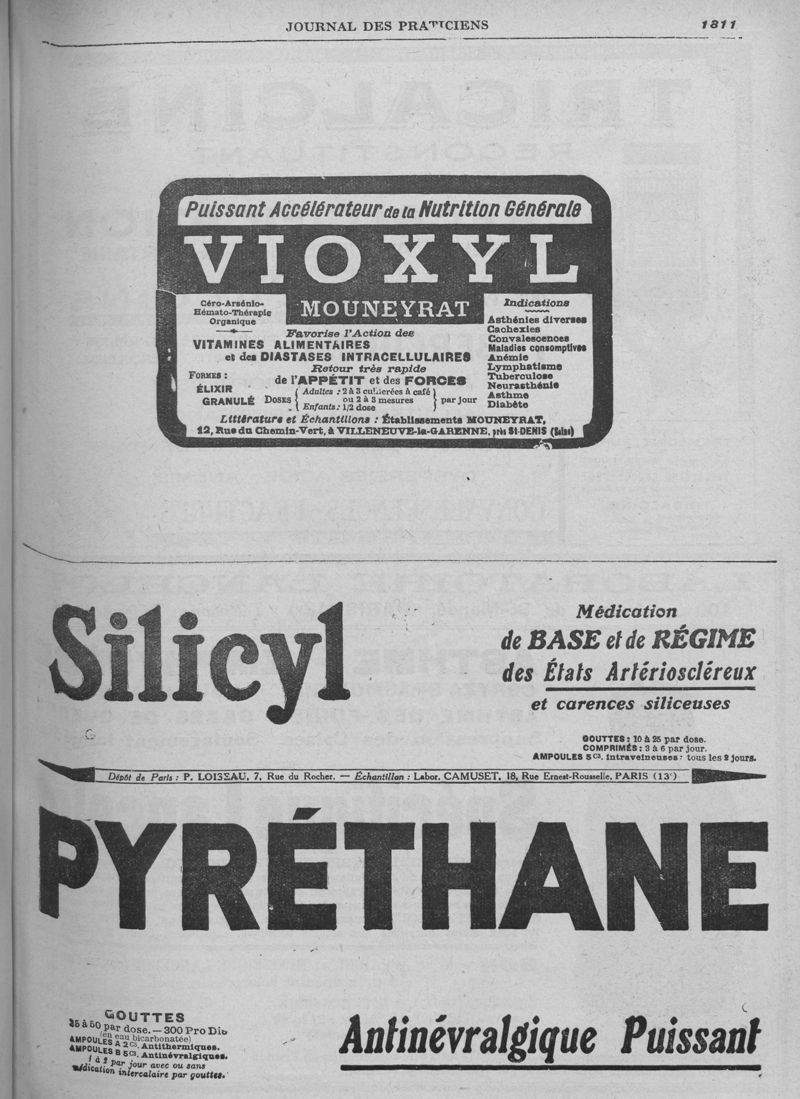 JOURNAL DES PRATICIENS 1311
Puissant Accélérateur de la Nutrition Générale
VIOXYL
MOUNEYRAT
Céro-Arsénio-
Hémato-Thérapie
Organique
Favorise l'Action des
VITAMINES ALIMENTAIRES
et des DIASTASES INTRACELLULAIRES
Retour très rapide
de l'APPÉTIT et des FORCES
FORMES :
ÉLIXIR
GRANULÉ
DOSES
Adultes : 2 à 3 cuillerées à café
ou 2 à 3 mesures
Enfants : 1/2 dose
par jour
Indications
Asthénies diverses
Cachexies
Convalescences
Maladies consomptives
Anémie
Lymphatisme
Tuberculose
Neurasthénie
Asthme
Diabète
Littérature et Échantillons : Établissements MOUNEYRAT,
12, Rue du Chemin-Vert, à VILLENEUVE-la-GARENNE, près St-DENIS (Seine)
Silicyl
Médication
de BASE et de RÉGIME
des États Artérioscléreux
et carences siliceuses
GOUTTES : 10 à 25 par dose.
COMPRIMÉS : 3 à 6 par jour.
AMPOULES 5 c3. intraveineuses : tous les 2 jours.
Dépôt de Paris : P. LOISEAU, 7, Rue du Rocher. — Échantillon : Labor. CAMUSET, 18, Rue Ernest-Rousselle, PARIS (13e)
PYRÉTHANE
GOUTTES
25 à 50 par dose. — 300 Pro Die
(en eau bicarbonatée)
AMPOULES A 2 c3. Antithermiques.
AMPOULES B 5 c3. Antinévralgiques.
1 à 2 par jour avec ou sans
médication intercalaire par gouttes.
Antinévralgique Puissant